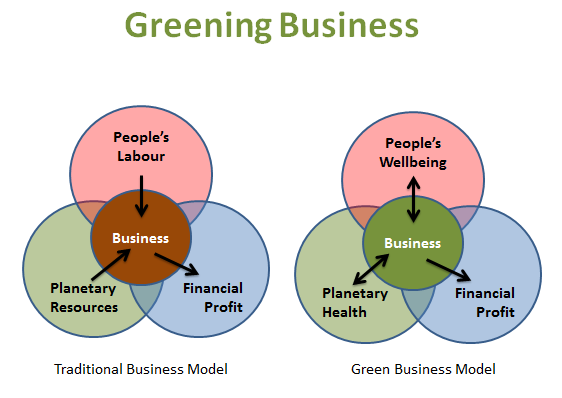 Greening Business
People's
Labour
Business
Planetary
Resources
Financial
Profit
Traditional Business Model
People's
Wellbeing
Business
Planetary
Health
Financial
Profit
Green Business Model